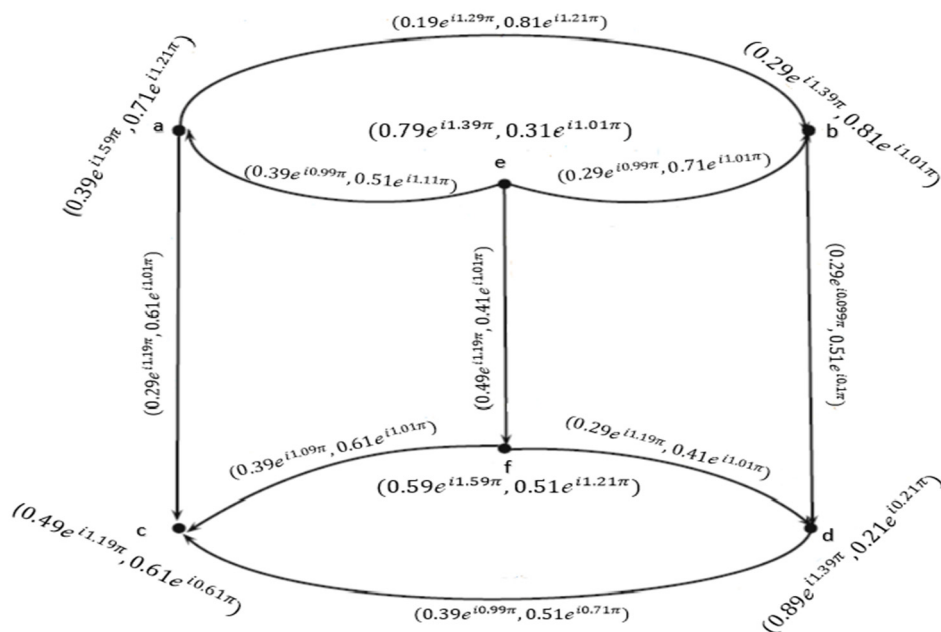 (0.19e^{i1.29π}, 0.81e^{i1.21π})
(0.39e^{i1.59π}, 0.71e^{i1.21π})
(0.29e^{i1.39π}, 0.81e^{i1.01π})
a
(0.79e^{i1.39π}, 0.31e^{i1.01π})
b
e
(0.39e^{i0.99π}, 0.51e^{i1.11π})
(0.29e^{i0.99π}, 0.71e^{i1.01π})
(0.29e^{i1.19π}, 0.61e^{i1.01π})
(0.49e^{i1.19π}, 0.41e^{i1.01π})
(0.29e^{i0.099π}, 0.51e^{i0.1π})
(0.39e^{i1.09π}, 0.61e^{i1.01π})
(0.29e^{i1.19π}, 0.41e^{i1.01π})
f
(0.59e^{i1.59π}, 0.51e^{i1.21π})
c
d
(0.49e^{i1.19π}, 0.61e^{i0.61π})
(0.89e^{i1.39π}, 0.21e^{i0.21π})
(0.39e^{i0.99π}, 0.51e^{i0.71π})